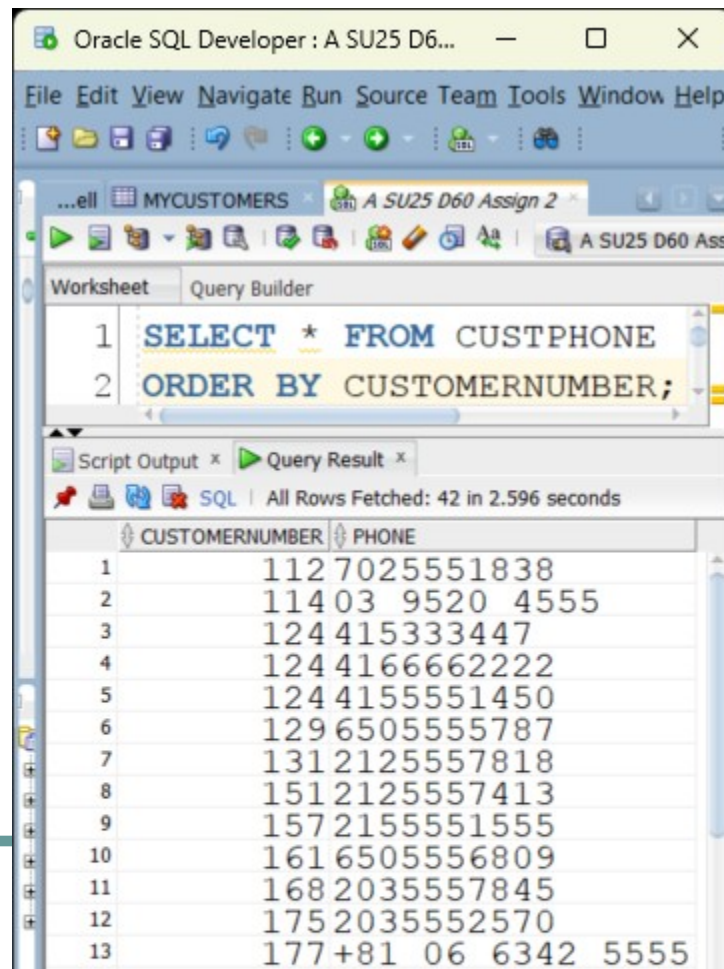 Oracle SQL Developer : A SU25 D6...
File Edit View Navigate Run Source Team Tools Window Help
...ell MYCUSTOMERS A SU25 D60 Assign 2
A SU25 D60 Ass
Worksheet Query Builder
1 SELECT * FROM CUSTPHONE
2 ORDER BY CUSTOMERNUMBER;
Script Output Query Result
SQL All Rows Fetched: 42 in 2.596 seconds
CUSTOMERNUMBER PHONE
1 112 7025551838
2 114 03 9520 4555
3 124 415333447
4 124 4166662222
5 124 4155551450
6 129 6505555787
7 131 2125557818
8 151 2125557413
9 157 2155551555
10 161 6505556809
11 168 2035557845
12 175 2035552570
13 177 +81 06 6342 5555